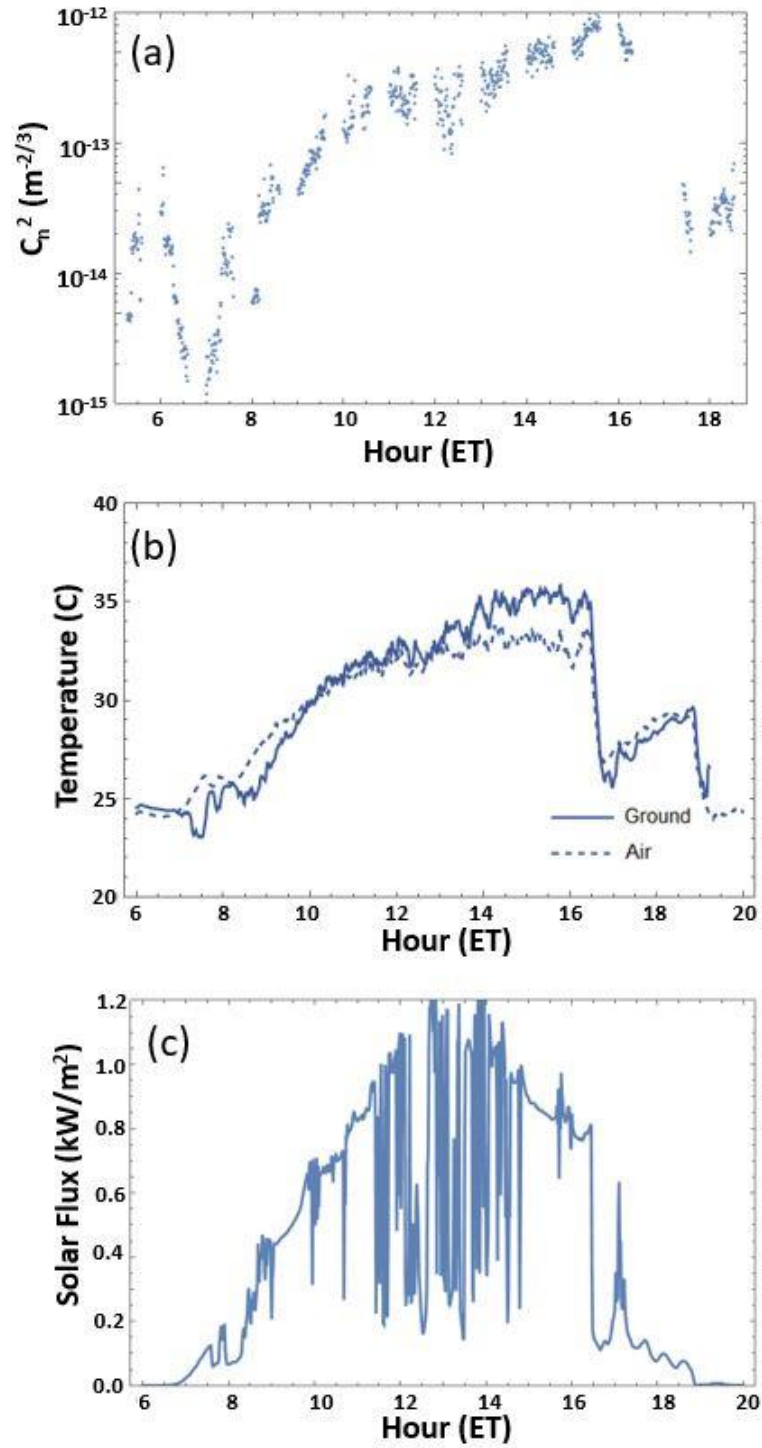 (a)
C_n^2 (m^-2/3)
10^-12
10^-13
10^-14
10^-15
6 8 10 12 14 16 18
Hour (ET)
(b)
Temperature (C)
40
35
30
25
20
Ground
Air
6 8 10 12 14 16 18 20
Hour (ET)
(c)
Solar Flux (kW/m^2)
1.2
1.0
0.8
0.6
0.4
0.2
0.0
6 8 10 12 14 16 18 20
Hour (ET)